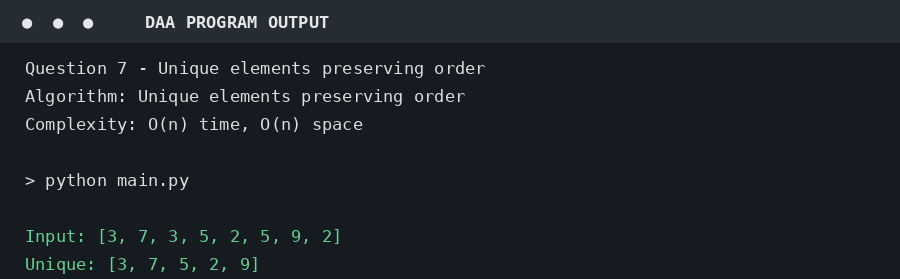 DAA PROGRAM OUTPUT
Question 7 - Unique elements preserving order
Algorithm: Unique elements preserving order
Complexity: O(n) time, O(n) space
> python main.py
Input: [3, 7, 3, 5, 2, 5, 9, 2]
Unique: [3, 7, 5, 2, 9]